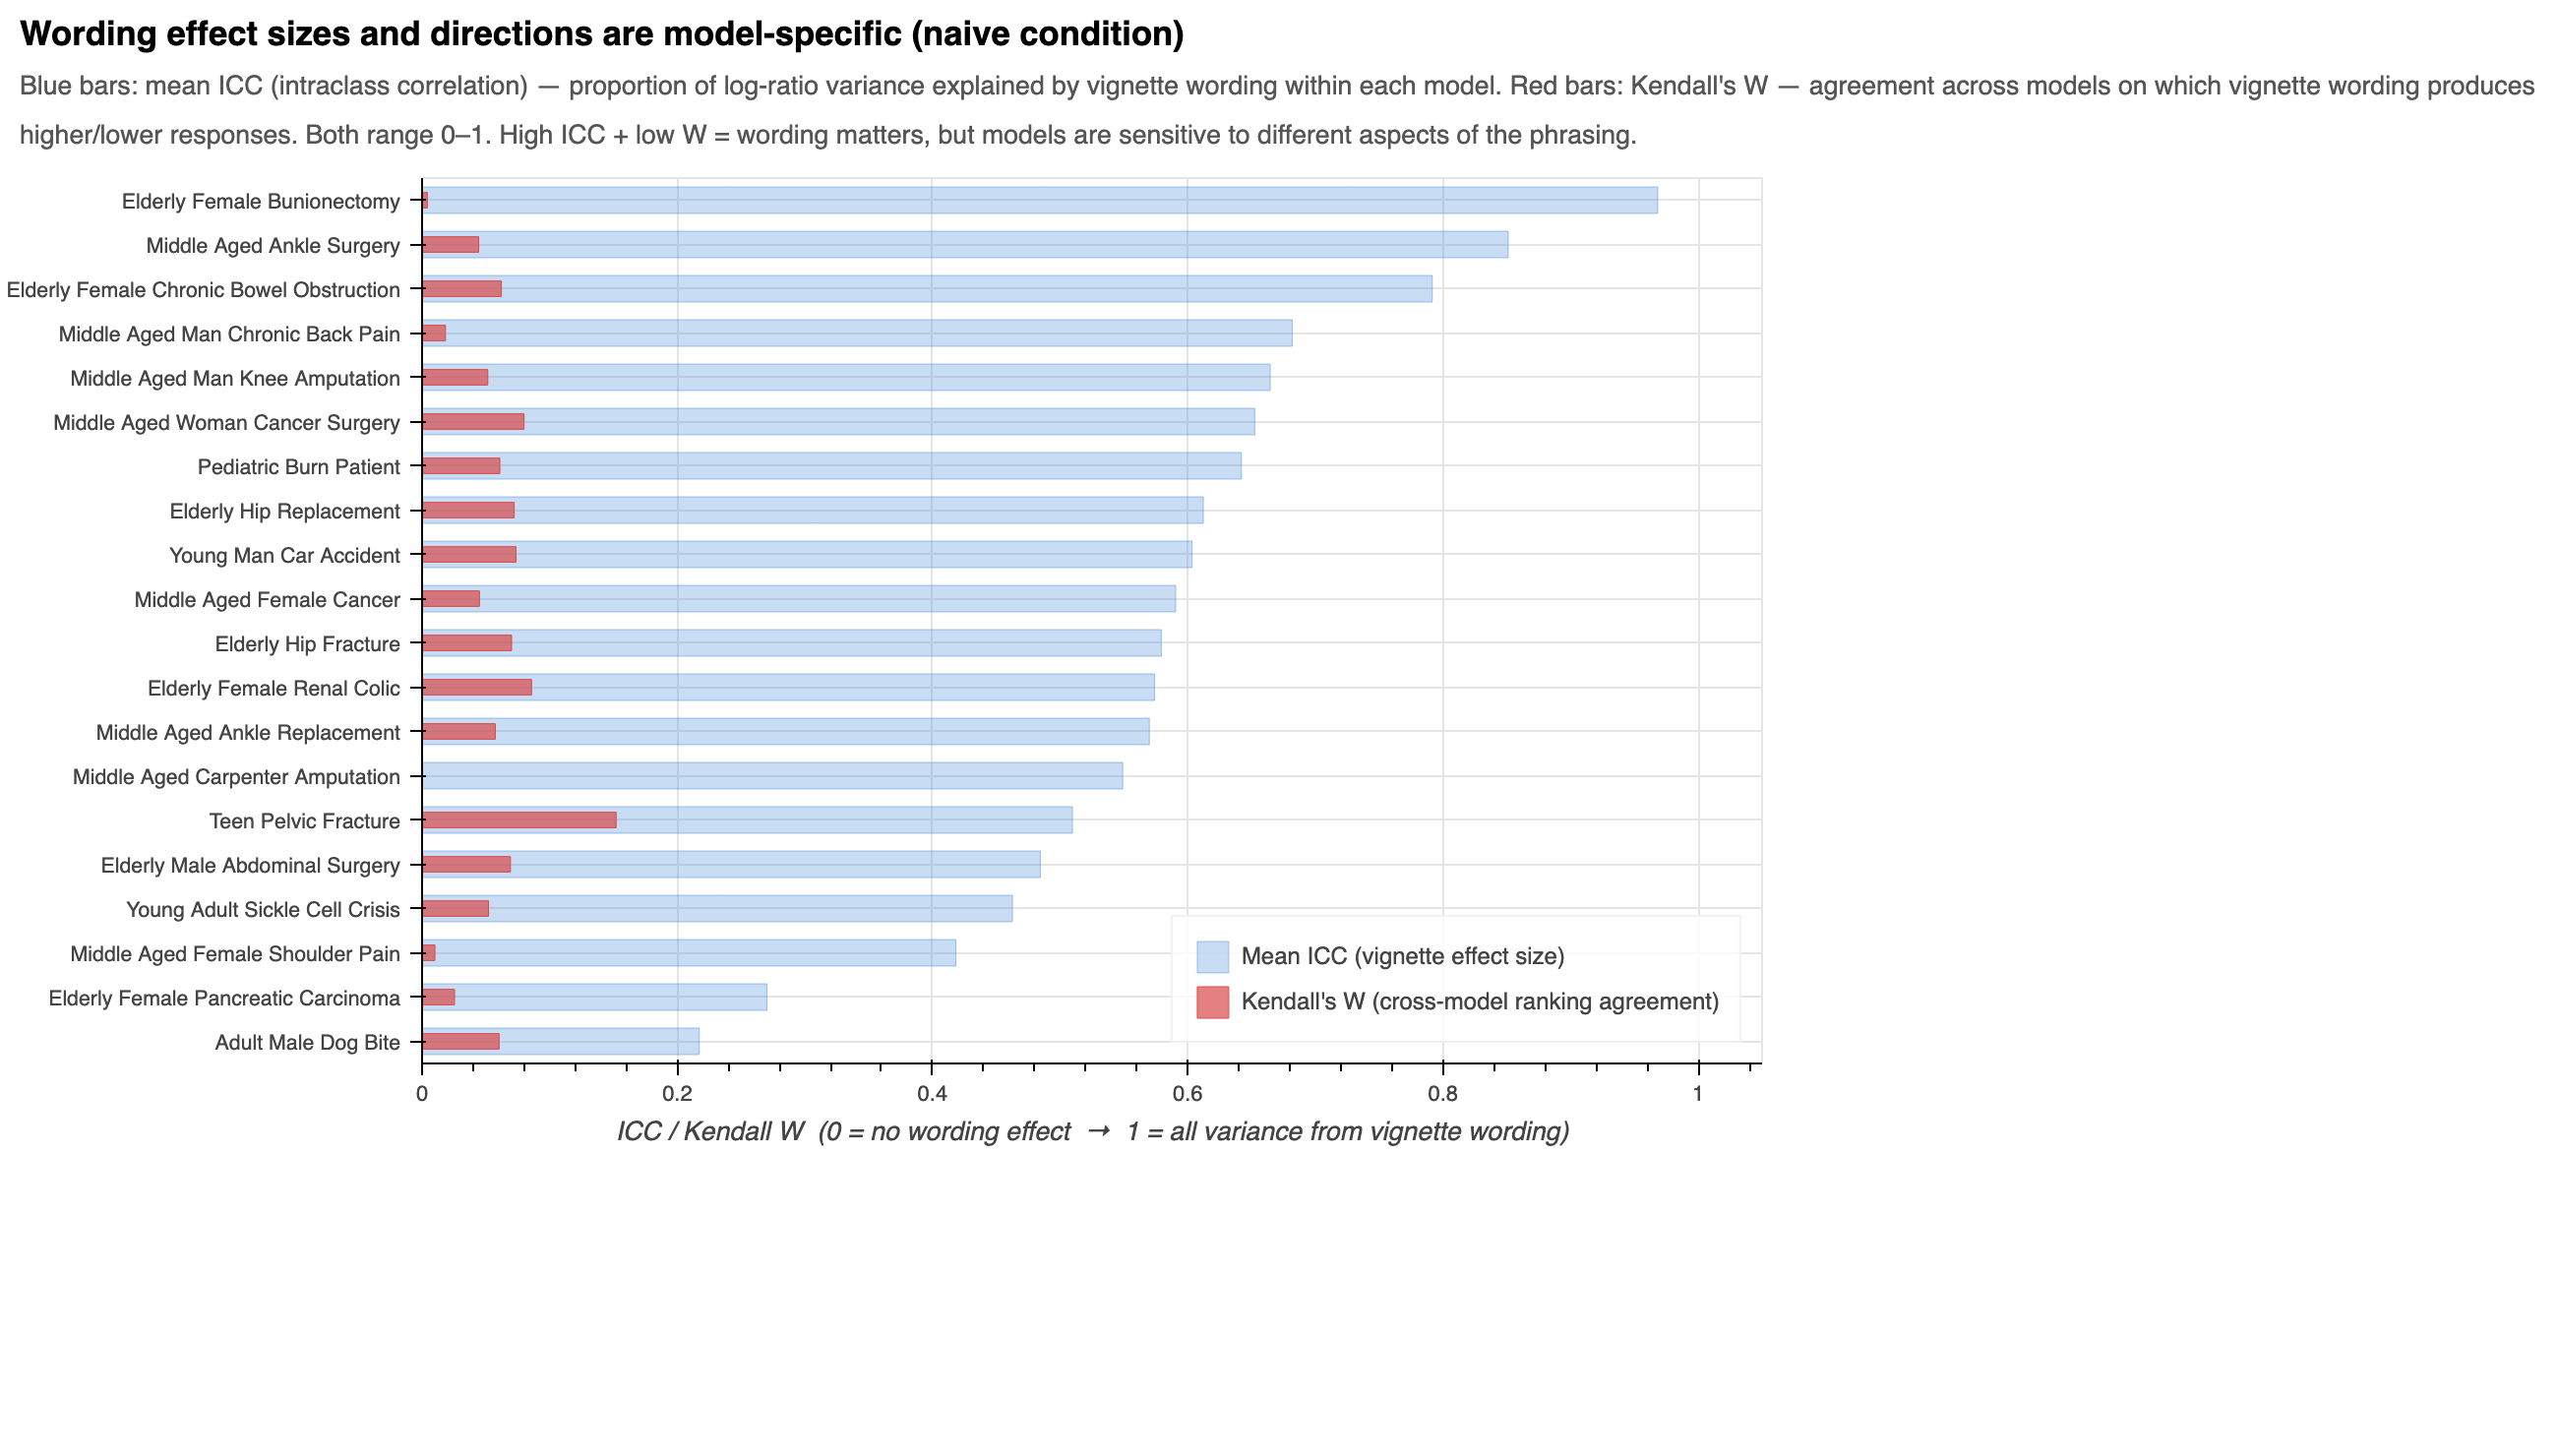 Wording effect sizes and directions are model-specific (naive condition)
Blue bars: mean ICC (intraclass correlation) — proportion of log-ratio variance explained by vignette wording within each model. Red bars: Kendall's W — agreement across models on which vignette wording produces
higher/lower responses. Both range 0–1. High ICC + low W = wording matters, but models are sensitive to different aspects of the phrasing.
Elderly Female Bunionectomy
Middle Aged Ankle Surgery
Elderly Female Chronic Bowel Obstruction
Middle Aged Man Chronic Back Pain
Middle Aged Man Knee Amputation
Middle Aged Woman Cancer Surgery
Pediatric Burn Patient
Elderly Hip Replacement
Young Man Car Accident
Middle Aged Female Cancer
Elderly Hip Fracture
Elderly Female Renal Colic
Middle Aged Ankle Replacement
Middle Aged Carpenter Amputation
Teen Pelvic Fracture
Elderly Male Abdominal Surgery
Young Adult Sickle Cell Crisis
Middle Aged Female Shoulder Pain
Elderly Female Pancreatic Carcinoma
Adult Male Dog Bite
Mean ICC (vignette effect size)
Kendall's W (cross-model ranking agreement)
0 0.2 0.4 0.6 0.8 1
ICC / Kendall W (0 = no wording effect → 1 = all variance from vignette wording)